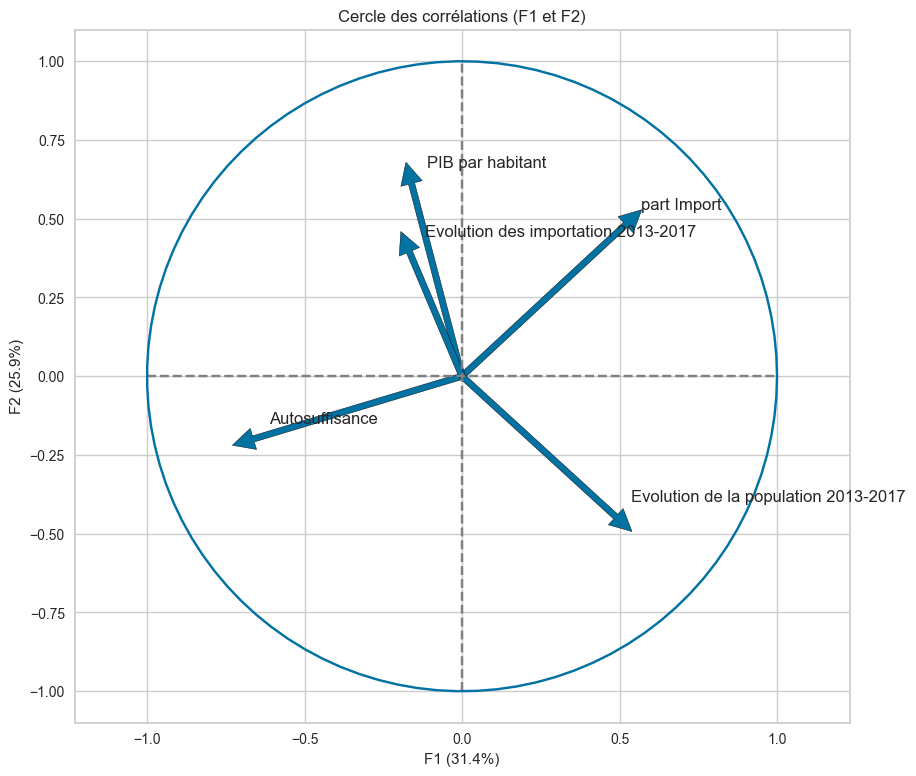 Cercle des corrélations (F1 et F2)
1.00
0.75
PIB par habitant
part Import
0.50
Evolution des importation 2013-2017
0.25
0.00
F2 (25.9%)
Autosuffisance
−0.25
Evolution de la population 2013-2017
−0.50
−0.75
−1.00
−1.0 −0.5 0.0 0.5 1.0
F1 (31.4%)